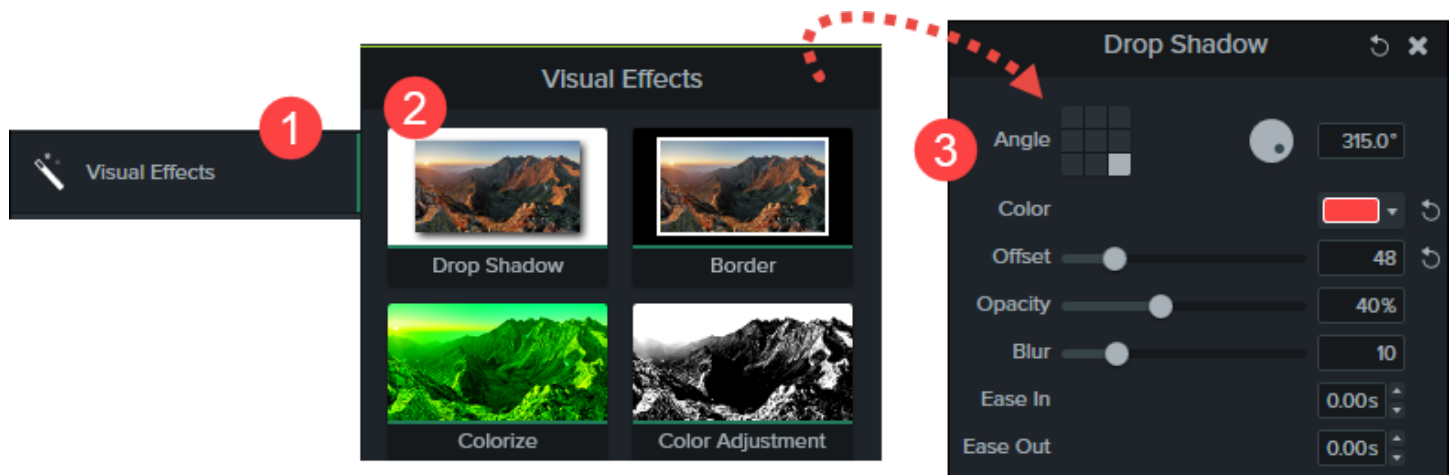 1
Visual Effects
2
Visual Effects
Drop Shadow
Border
Colorize
Color Adjustment
3
Drop Shadow
Angle 315.0°
Color
Offset 48
Opacity 40%
Blur 10
Ease In 0.00s
Ease Out 0.00s